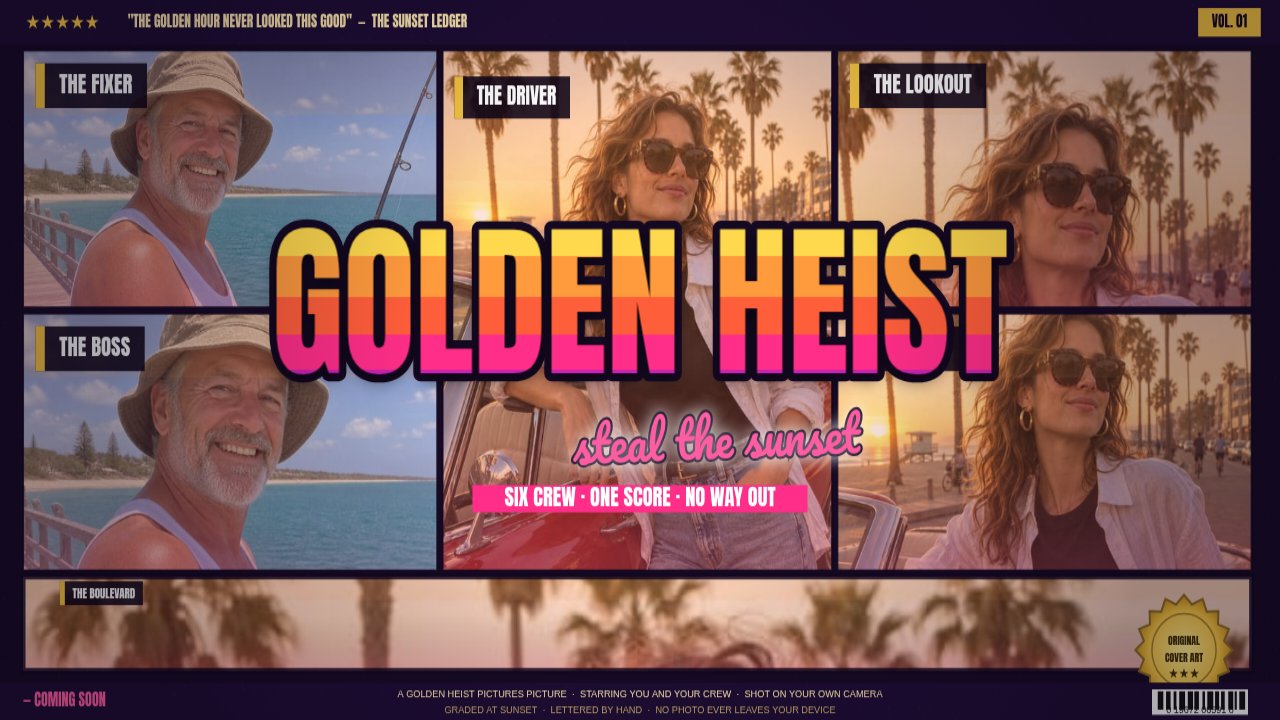 ★★★★★ "THE GOLDEN HOUR NEVER LOOKED THIS GOOD" – THE SUNSET LEDGER
VOL. 01
THE FIXER
THE DRIVER
THE LOOKOUT
GOLDEN HEIST
THE BOSS
steal the sunset
SIX CREW · ONE SCORE · NO WAY OUT
THE BOULEVARD
ORIGINAL
COVER ART
★★★
– COMING SOON
A GOLDEN HEIST PICTURES PICTURE · STARRING YOU AND YOUR CREW · SHOT ON YOUR OWN CAMERA
GRADED AT SUNSET · LETTERED BY HAND · NO PHOTO EVER LEAVES YOUR DEVICE